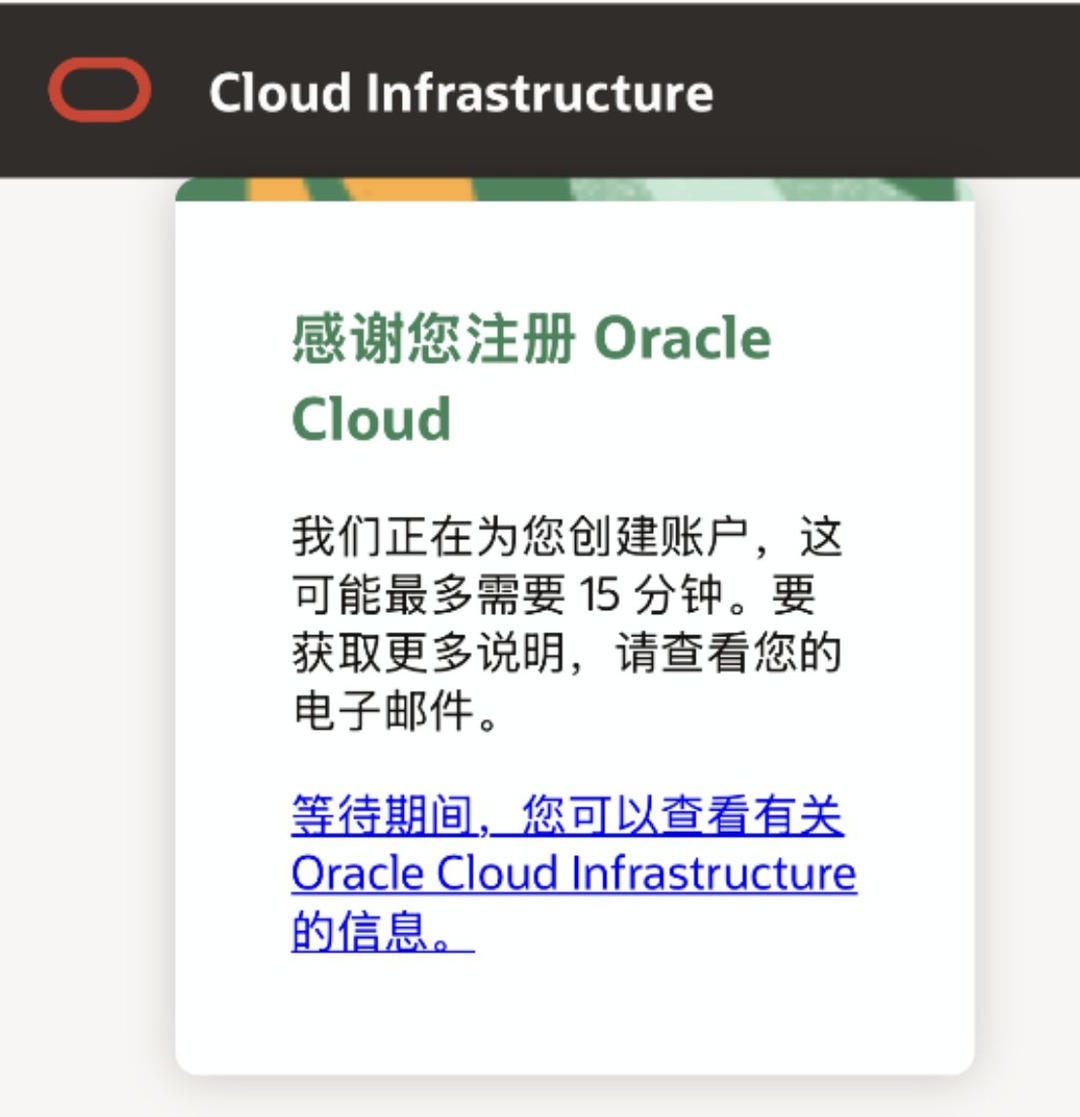 Cloud Infrastructure
感谢您注册 Oracle
Cloud
我们正在为您创建账户，这
可能最多需要 15 分钟。要
获取更多说明，请查看您的
电子邮件。
等待期间，您可以查看有关
Oracle Cloud Infrastructure
的信息。